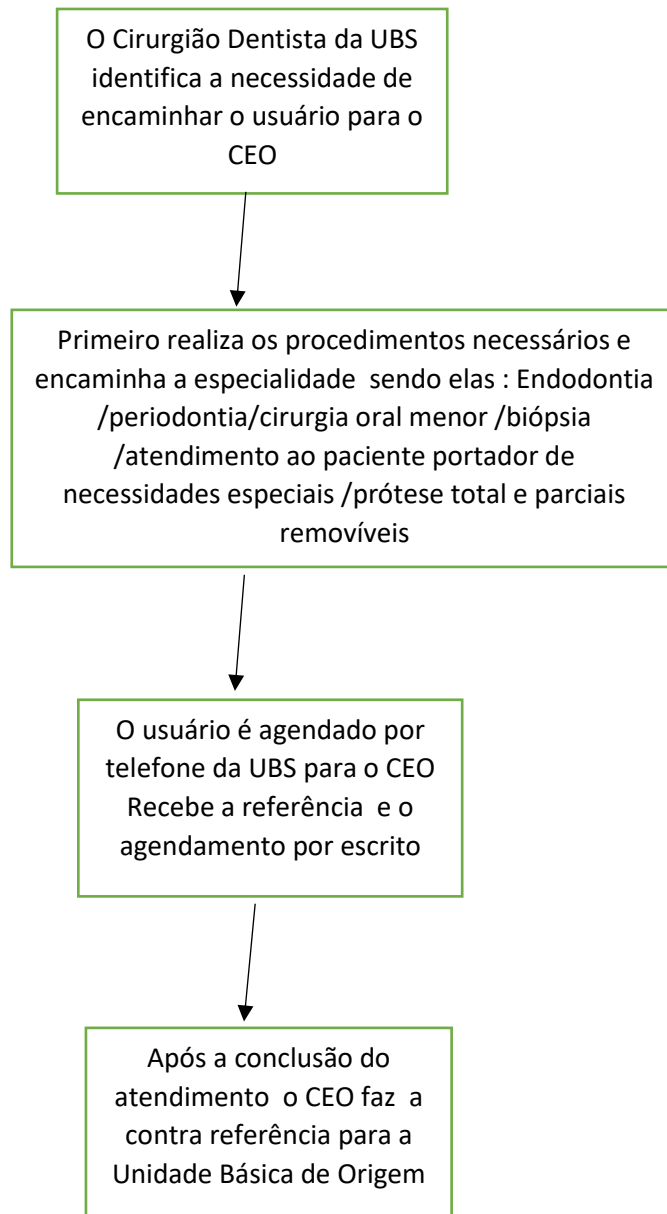 O Cirurgião Dentista da UBS
identifica a necessidade de
encaminhar o usuário para o
CEO
Primeiro realiza os procedimentos necessários e
encaminha a especialidade  sendo elas : Endodontia
/periodontia/cirurgia oral menor /biópsia
/atendimento ao paciente portador de
necessidades especiais /prótese total e parciais
removíveis
O usuário é agendado por
telefone da UBS para o CEO
Recebe a referência  e o
agendamento por escrito
Após a conclusão do
atendimento  o CEO faz  a
contra referência para a
Unidade Básica de Origem